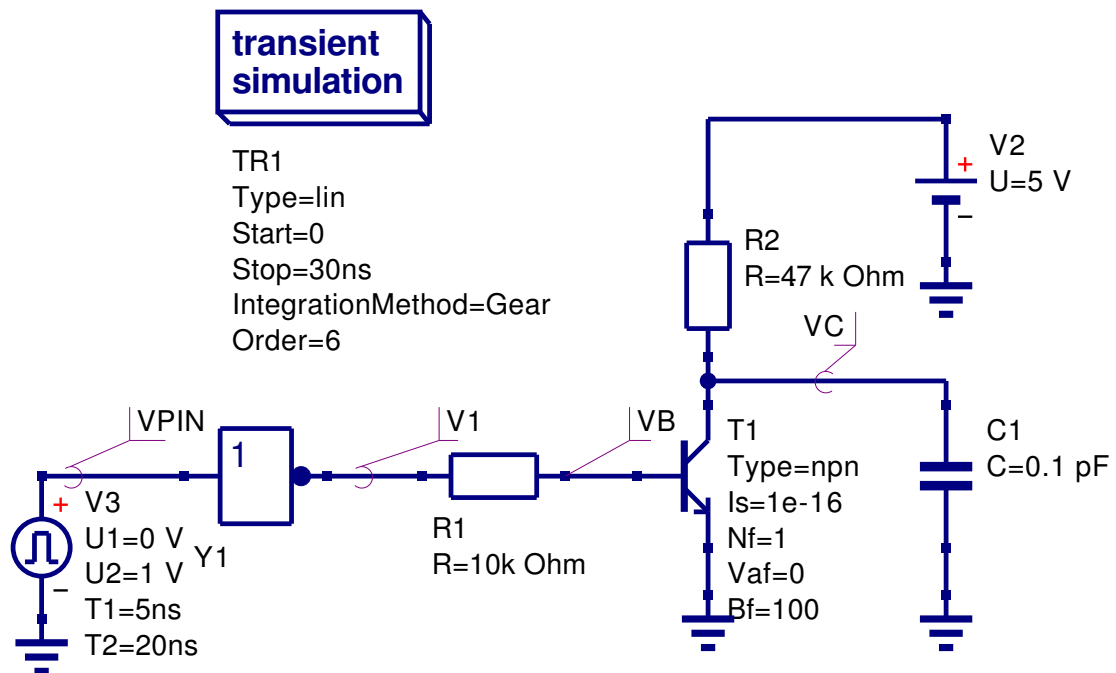 transient
simulation
TR1
Type=lin
Start=0
Stop=30ns
IntegrationMethod=Gear
Order=6
V2
+
U=5 V
–
R2
R=47 k Ohm
VC
VPIN
V1
VB
T1
Type=npn
Is=1e-16
Nf=1
Vaf=0
Bf=100
C1
C=0.1 pF
1
+
V3
U1=0 V
Y1
U2=1 V
–
T1=5ns
T2=20ns
R1
R=10k Ohm